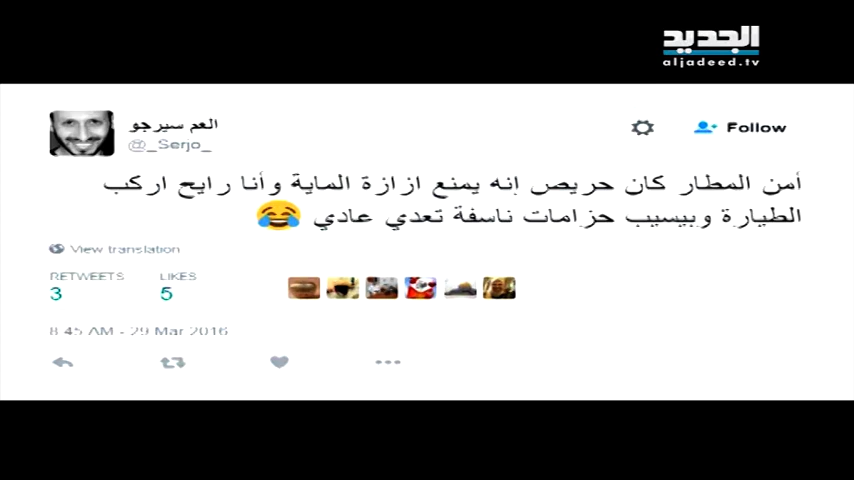 الجديد
aljadeed.tv
العم سيرجو
@_Serjo_
Follow
أمن المطار كان حريص إنه يمنع ازازة الماية وأنا رايح اركب
الطيارة وبيسيب حزامات ناسفة تعدي عادي 😂
View translation
RETWEETS LIKES
3 5
8:45 AM - 29 Mar 2016